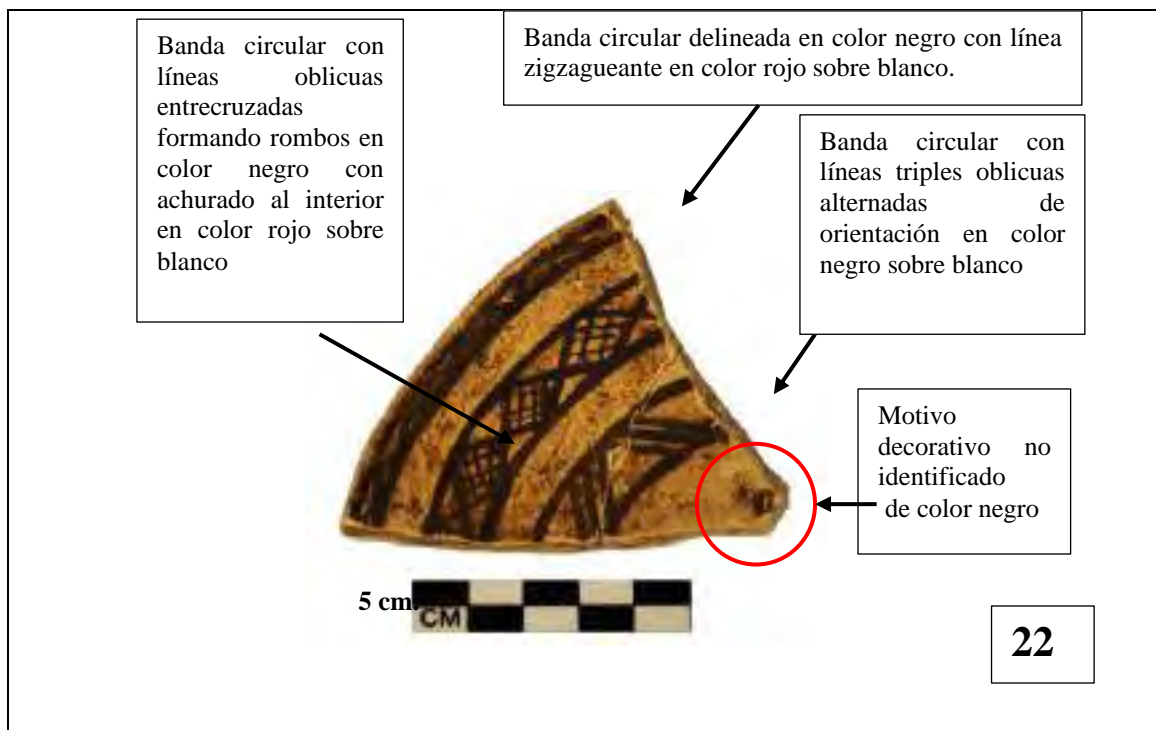 Banda circular con
líneas oblicuas
entrecruzadas
formando rombos en
color negro con
achurado al interior
en color rojo sobre
blanco
Banda circular delineada en color negro con línea
zigzagueante en color rojo sobre blanco.
Banda circular con
líneas triples oblicuas
alternadas de
orientación en color
negro sobre blanco
Motivo
decorativo no
identificado
de color negro
5 cm.
CM
22